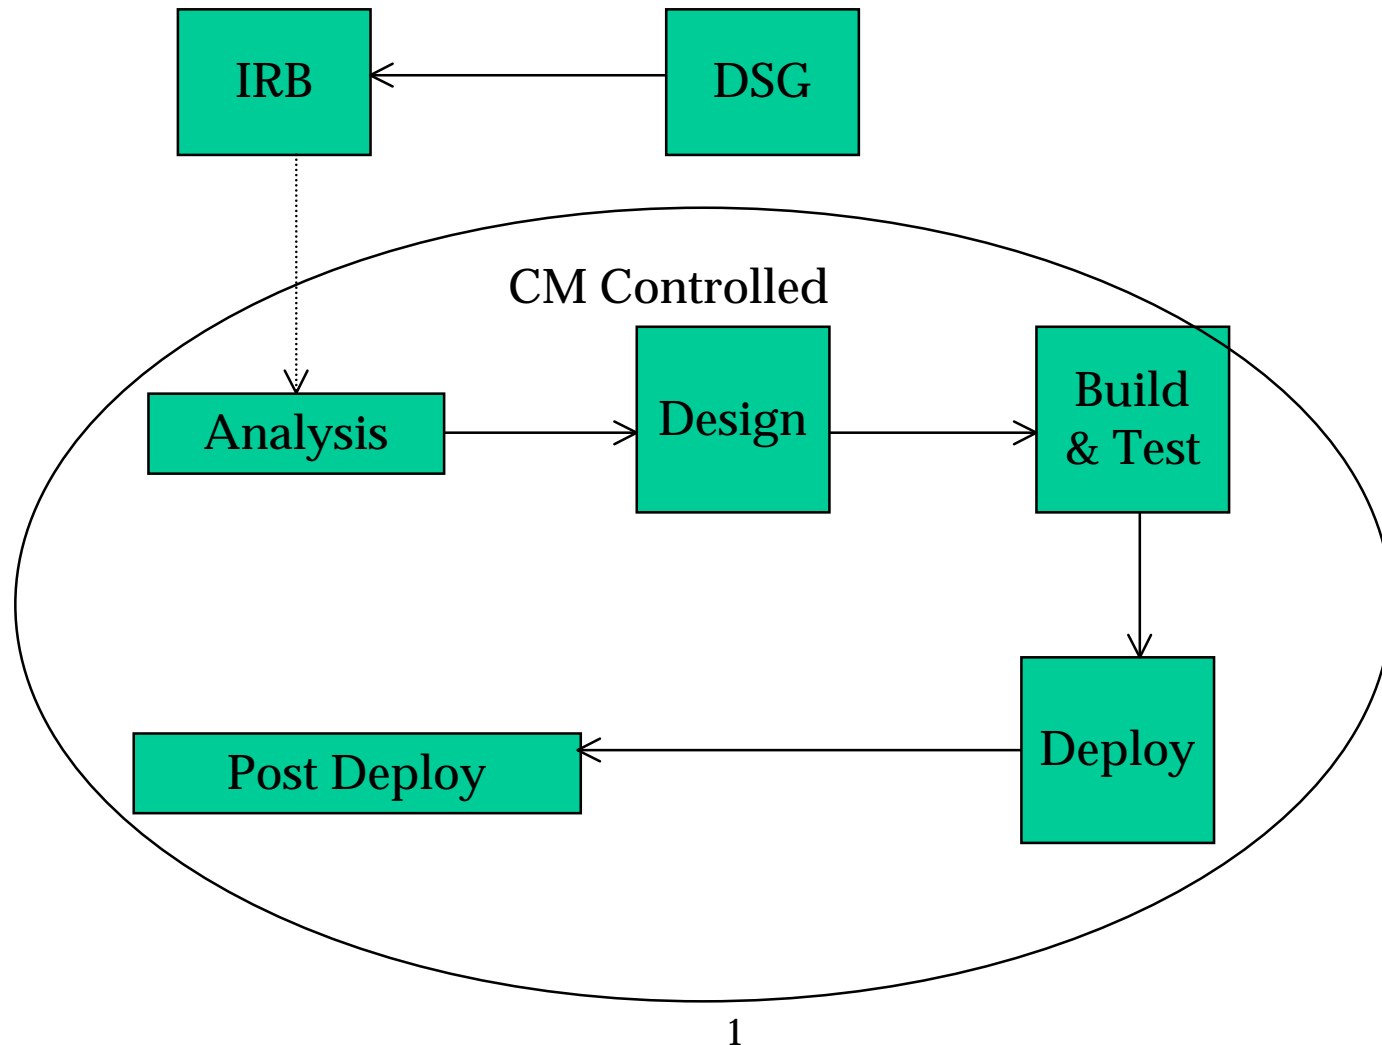 IRB
DSG
CM Controlled
Analysis
Design
Build
& Test
Post Deploy
Deploy
1